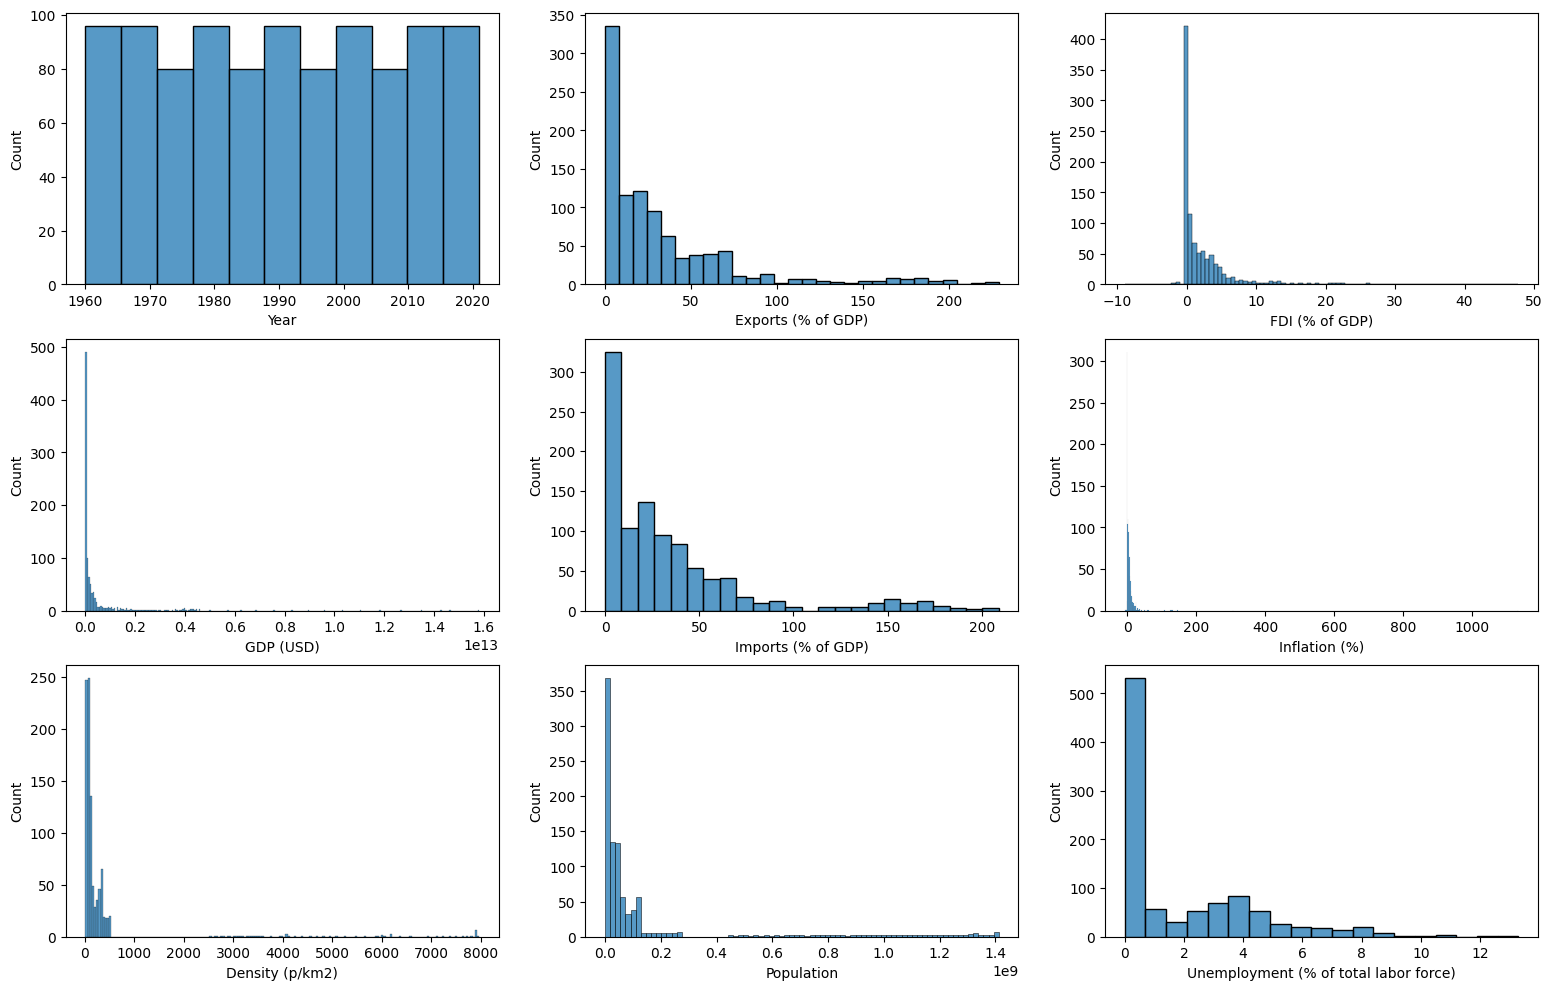 100
80
60
40
20
0
Count
1960 1970 1980 1990 2000 2010 2020
Year
350
300
250
200
150
100
50
0
Count
0 50 100 150 200
Exports (% of GDP)
400
350
300
250
200
150
100
50
0
Count
−10 0 10 20 30 40 50
FDI (% of GDP)
500
400
300
200
100
0
Count
0.0 0.2 0.4 0.6 0.8 1.0 1.2 1.4 1.6
1e13
GDP (USD)
300
250
200
150
100
50
0
Count
0 50 100 150 200
Imports (% of GDP)
300
250
200
150
100
50
0
Count
0 200 400 600 800 1000
Inflation (%)
250
200
150
100
50
0
Count
0 1000 2000 3000 4000 5000 6000 7000 8000
Density (p/km2)
350
300
250
200
150
100
50
0
Count
0.0 0.2 0.4 0.6 0.8 1.0 1.2 1.4
1e9
Population
500
400
300
200
100
0
Count
0 2 4 6 8 10 12
Unemployment (% of total labor force)